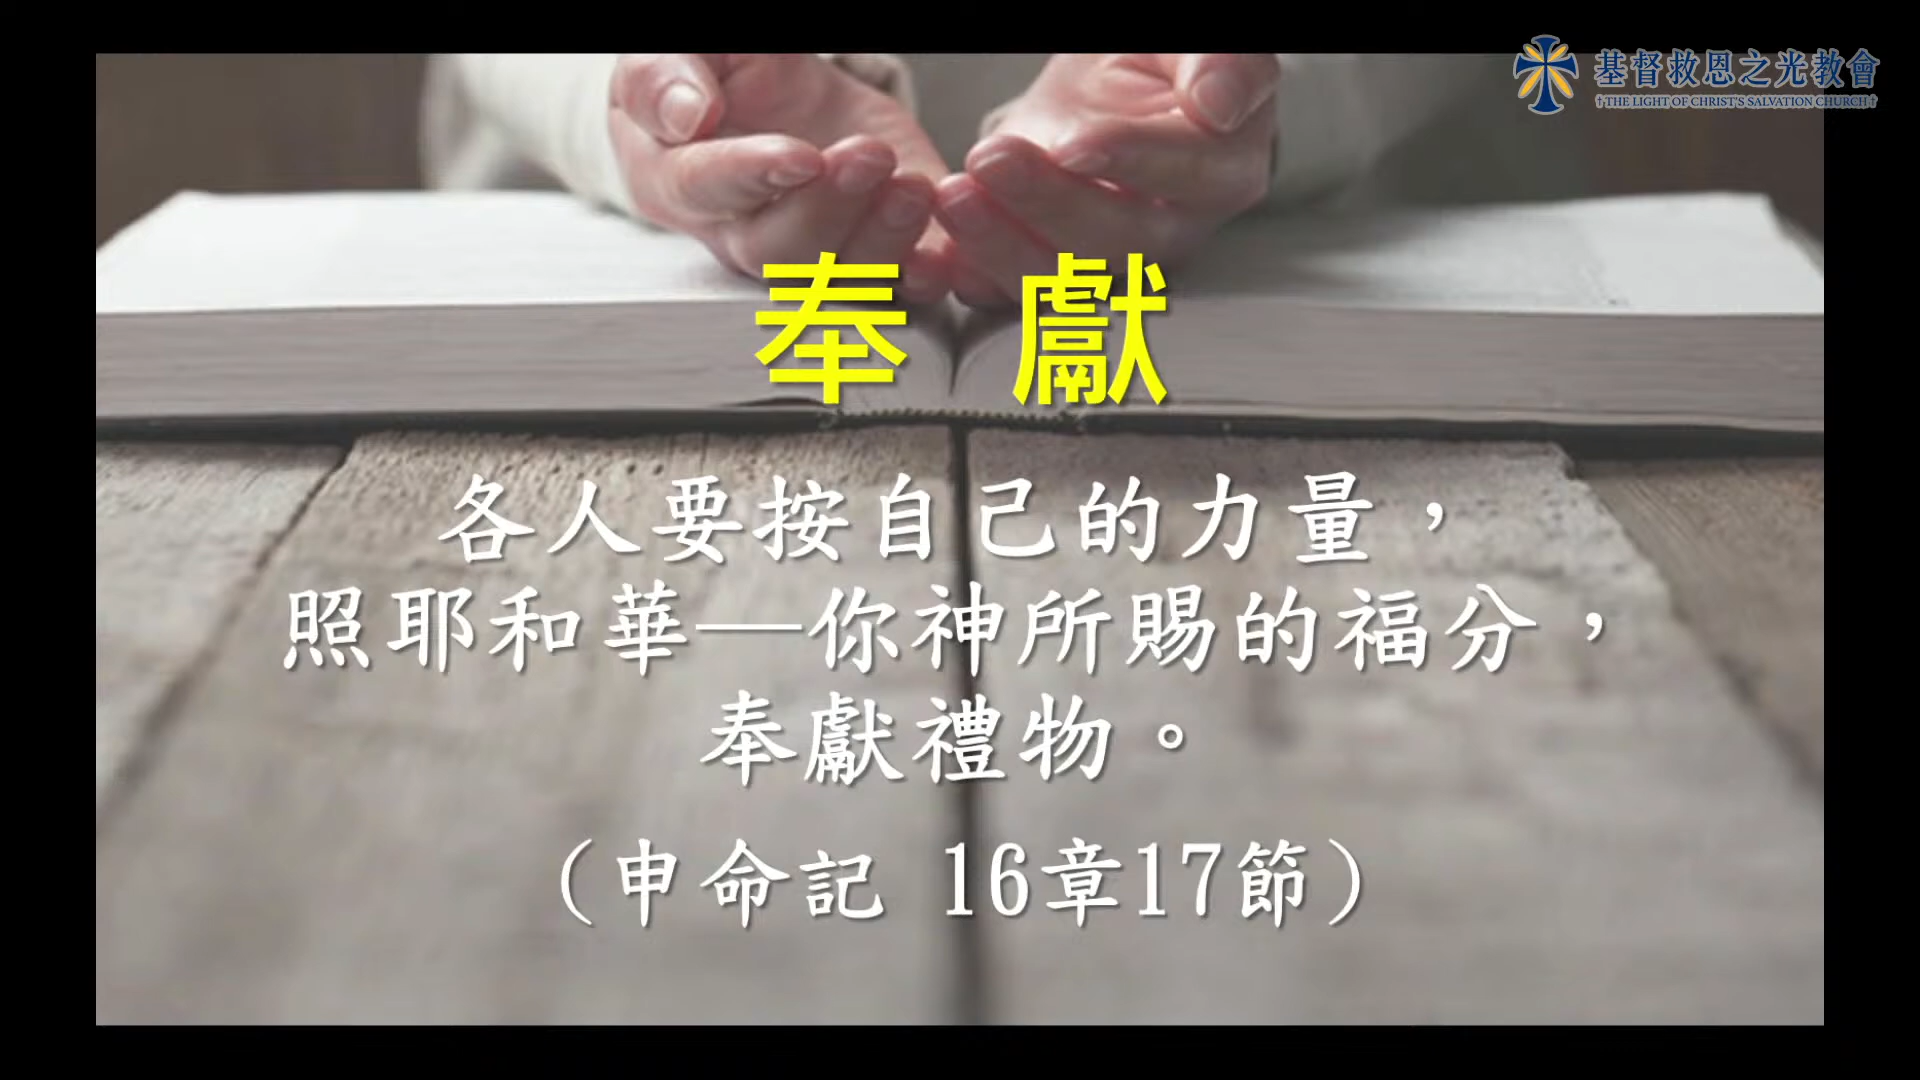 基督救恩之光教會
†THE LIGHT OF CHRIST'S SALVATION CHURCH†
奉 獻
各人要按自己的力量，
照耶和華—你神所賜的福分，
奉獻禮物。
（申命記 16章17節）